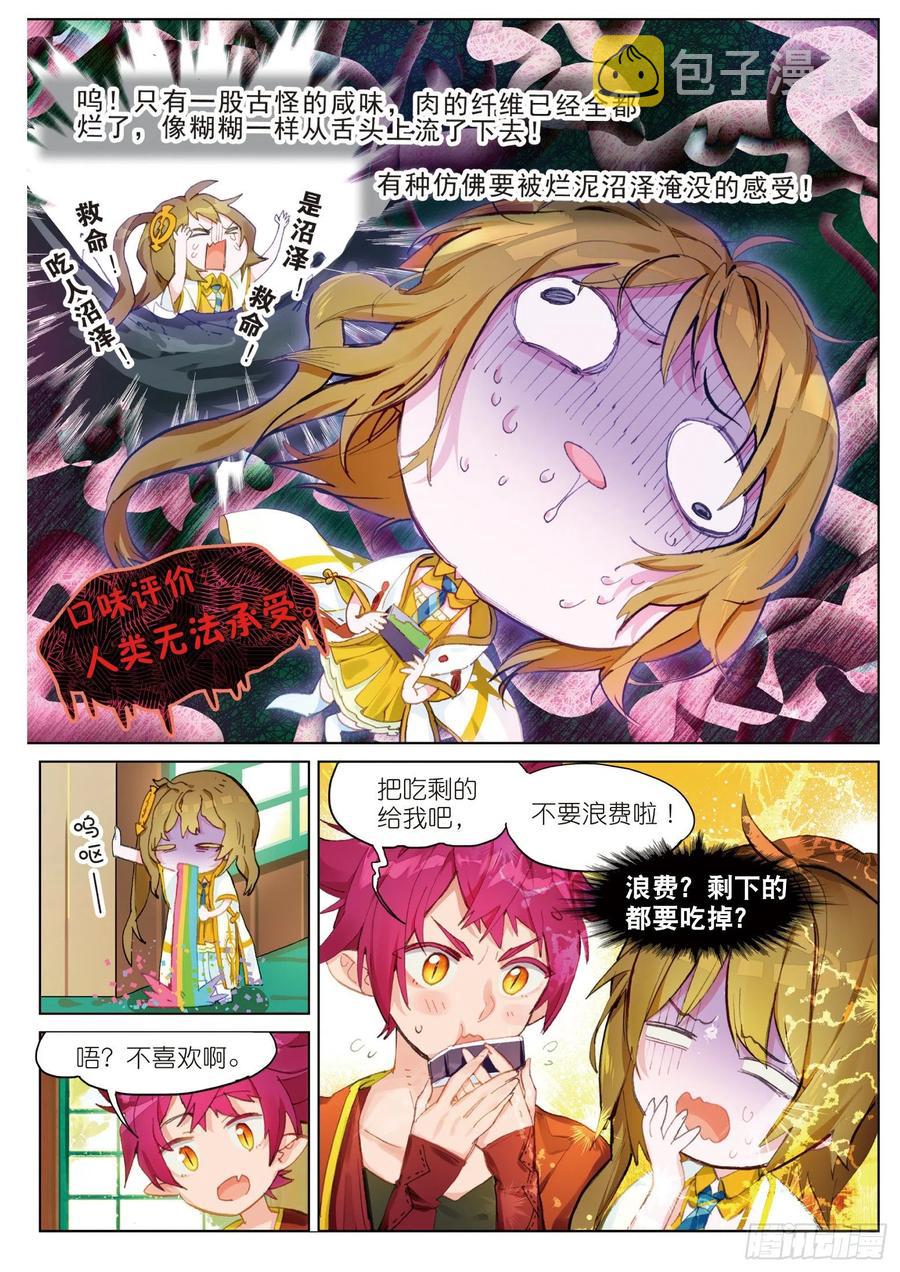 包子漫畫
呜！只有一股古怪的咸味，肉的纤维已经全都
烂了，像糊糊一样从舌头上流了下去！
有种仿佛要被烂泥沼泽淹没的感受！
是沼泽！
救命！
救命！
吃人沼泽！
口味评价
人类无法承受。
呜
呕
——
把吃剩的
给我吧，
不要浪费啦！
浪费？剩下的
都要吃掉？
唔？不喜欢啊。
腾讯动漫